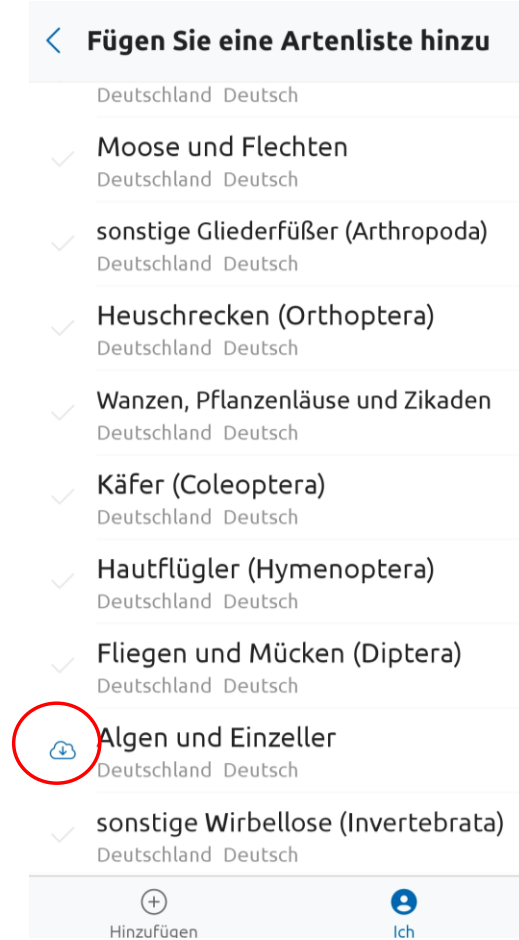 Fügen Sie eine Artenliste hinzu
Deutschland Deutsch
Moose und Flechten
Deutschland Deutsch
sonstige Gliederfüßer (Arthropoda)
Deutschland Deutsch
Heuschrecken (Orthoptera)
Deutschland Deutsch
Wanzen, Pflanzenläuse und Zikaden
Deutschland Deutsch
Käfer (Coleoptera)
Deutschland Deutsch
Hautflügler (Hymenoptera)
Deutschland Deutsch
Fliegen und Mücken (Diptera)
Deutschland Deutsch
Algen und Einzeller
Deutschland Deutsch
sonstige Wirbellose (Invertebrata)
Deutschland Deutsch
Hinzufügen Ich